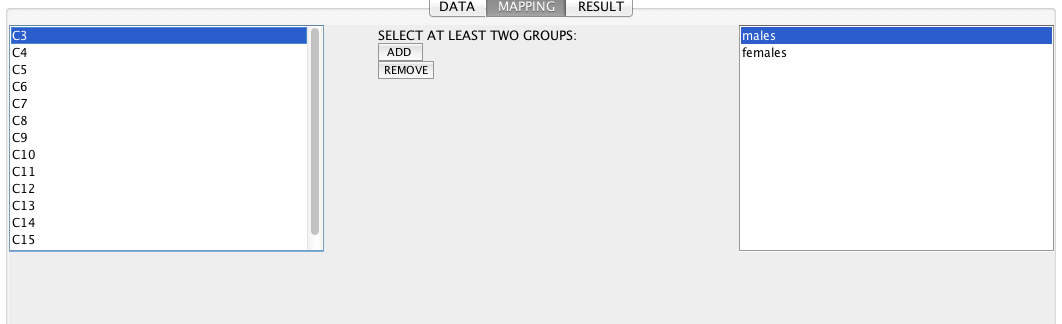 DATA MAPPING RESULT
C3
C4
C5
C6
C7
C8
C9
C10
C11
C12
C13
C14
C15
SELECT AT LEAST TWO GROUPS:
ADD
REMOVE
males
females